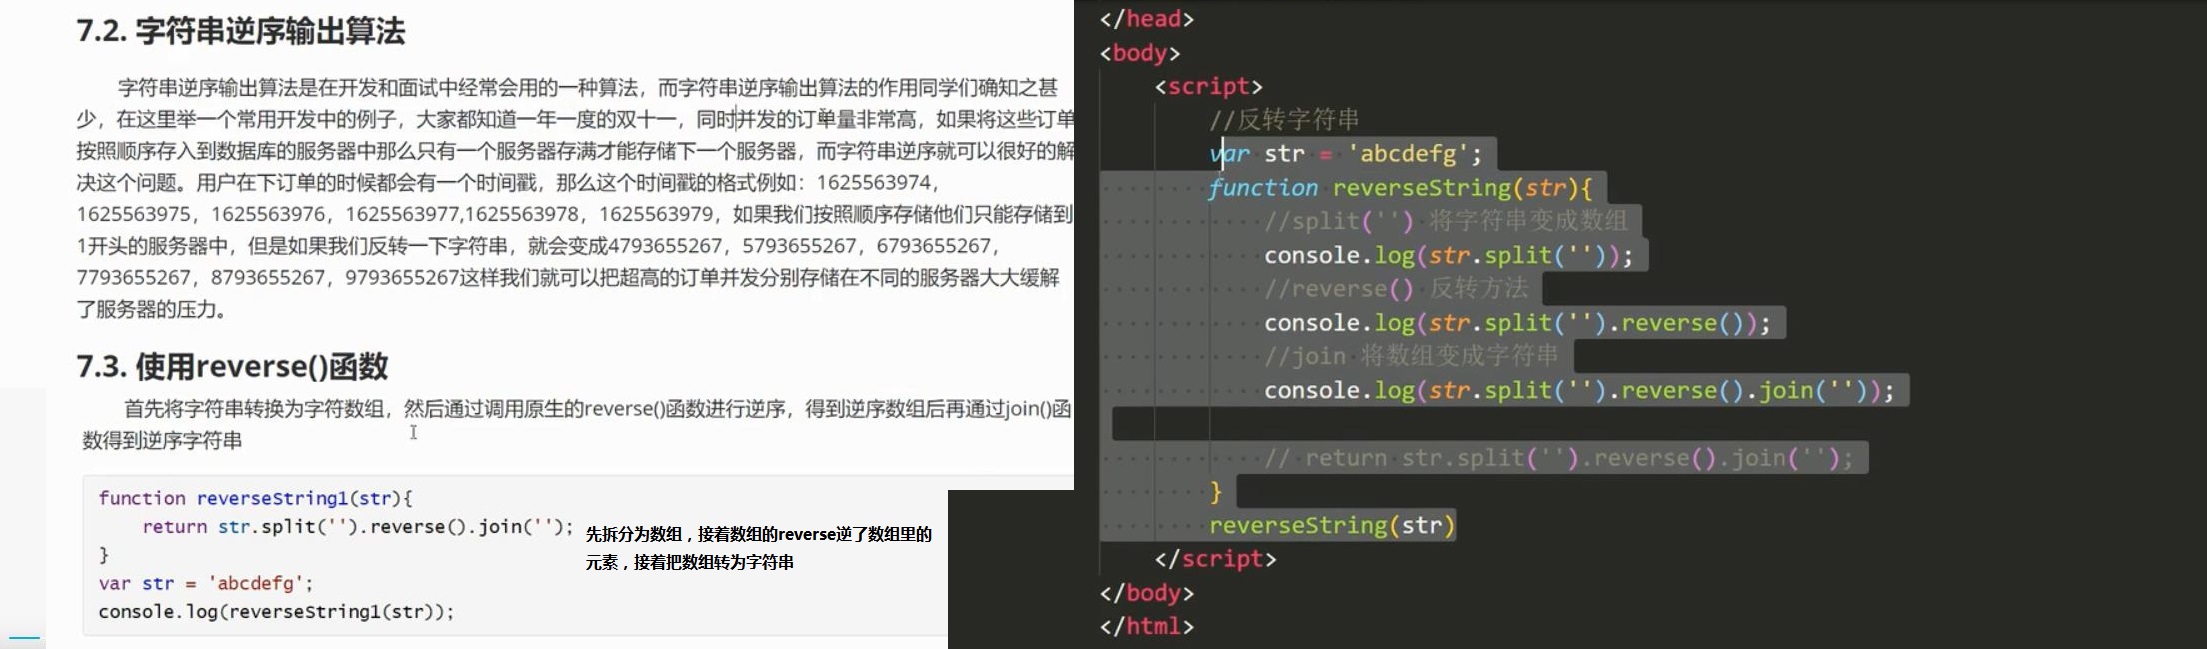 7.2. 字符串逆序输出算法
字符串逆序输出算法是在开发和面试中经常会用的一种算法，而字符串逆序输出算法的作用同学们确知之甚
少，在这里举一个常用开发中的例子，大家都知道一年一度的双十一，同时并发的订单量非常高，如果将这些订单
按照顺序存入到数据库的服务器中那么只有一个服务器存满才能存储下一个服务器，而字符串逆序就可以很好的解
决这个问题。用户在下订单的时候都会有一个时间戳，那么这个时间戳的格式例如：1625563974，
1625563975，1625563976，1625563977,1625563978，1625563979，如果我们按照顺序存储他们只能存储到
1开头的服务器中，但是如果我们反转一下字符串，就会变成4793655267，5793655267，6793655267，
7793655267，8793655267，9793655267这样我们就可以把超高的订单并发分别存储在不同的服务器大大缓解
了服务器的压力。
7.3. 使用reverse()函数
首先将字符串转换为字符数组，然后通过调用原生的reverse()函数进行逆序，得到逆序数组后再通过join()函
数得到逆序字符串
function reverseString1(str){
    return str.split('').reverse().join('');
}
var str = 'abcdefg';
console.log(reverseString1(str));
先拆分为数组，接着数组的reverse逆了数组里的
元素，接着把数组转为字符串
</head>
<body>
<script>
//反转字符串
var str = 'abcdefg';
function reverseString(str){
//split('') 将字符串变成数组
console.log(str.split(''));
//reverse() 反转方法
console.log(str.split('').reverse());
//join 将数组变成字符串
console.log(str.split('').reverse().join(''));
// return str.split('').reverse().join('');
}
reverseString(str)
</script>
</body>
</html>